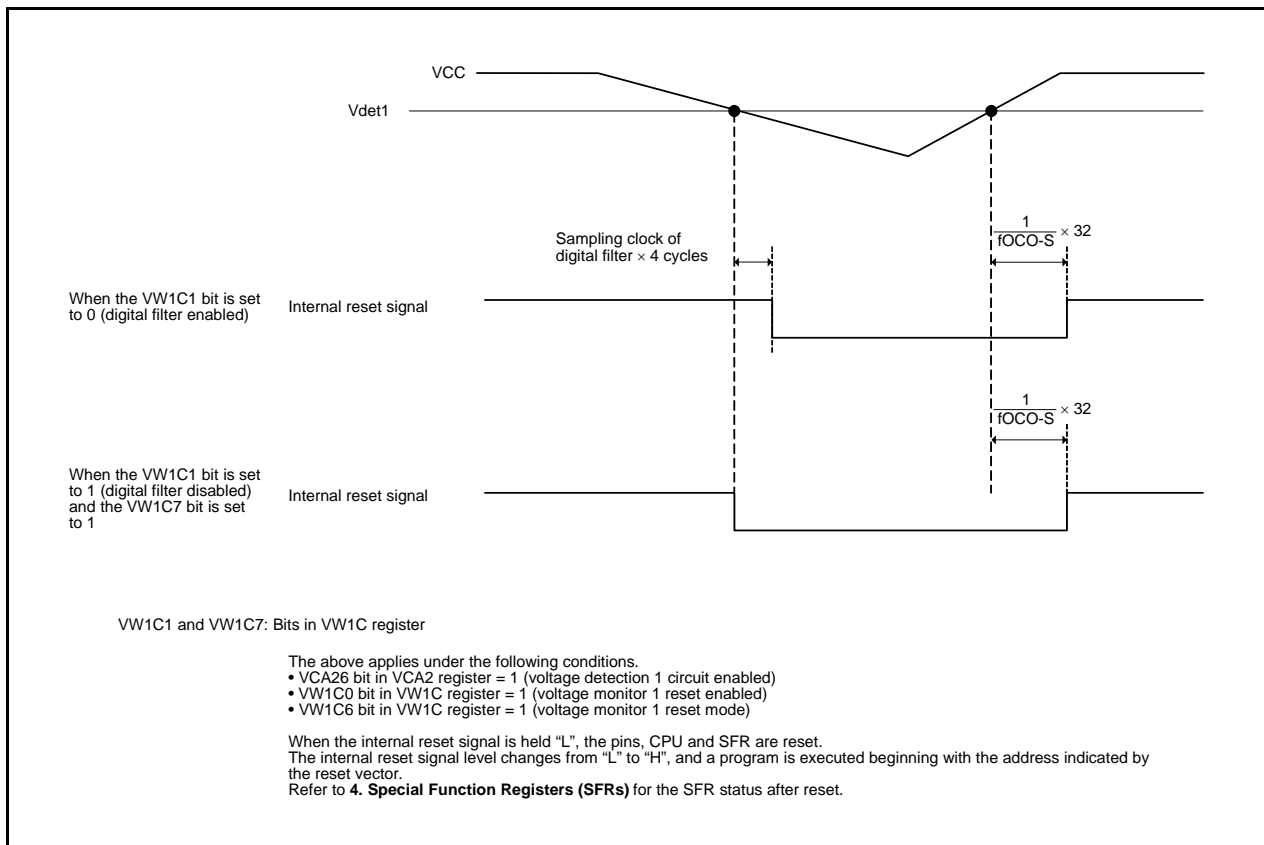 VCC
Vdet1
Sampling clock of
digital filter × 4 cycles
1
fOCO-S × 32
When the VW1C1 bit is set
to 0 (digital filter enabled)
Internal reset signal
1
fOCO-S × 32
When the VW1C1 bit is set
to 1 (digital filter disabled)
and the VW1C7 bit is set
to 1
Internal reset signal
VW1C1 and VW1C7: Bits in VW1C register
The above applies under the following conditions.
• VCA26 bit in VCA2 register = 1 (voltage detection 1 circuit enabled)
• VW1C0 bit in VW1C register = 1 (voltage monitor 1 reset enabled)
• VW1C6 bit in VW1C register = 1 (voltage monitor 1 reset mode)
When the internal reset signal is held “L”, the pins, CPU and SFR are reset.
The internal reset signal level changes from “L” to “H”, and a program is executed beginning with the address indicated by
the reset vector.
Refer to 4. Special Function Registers (SFRs) for the SFR status after reset.